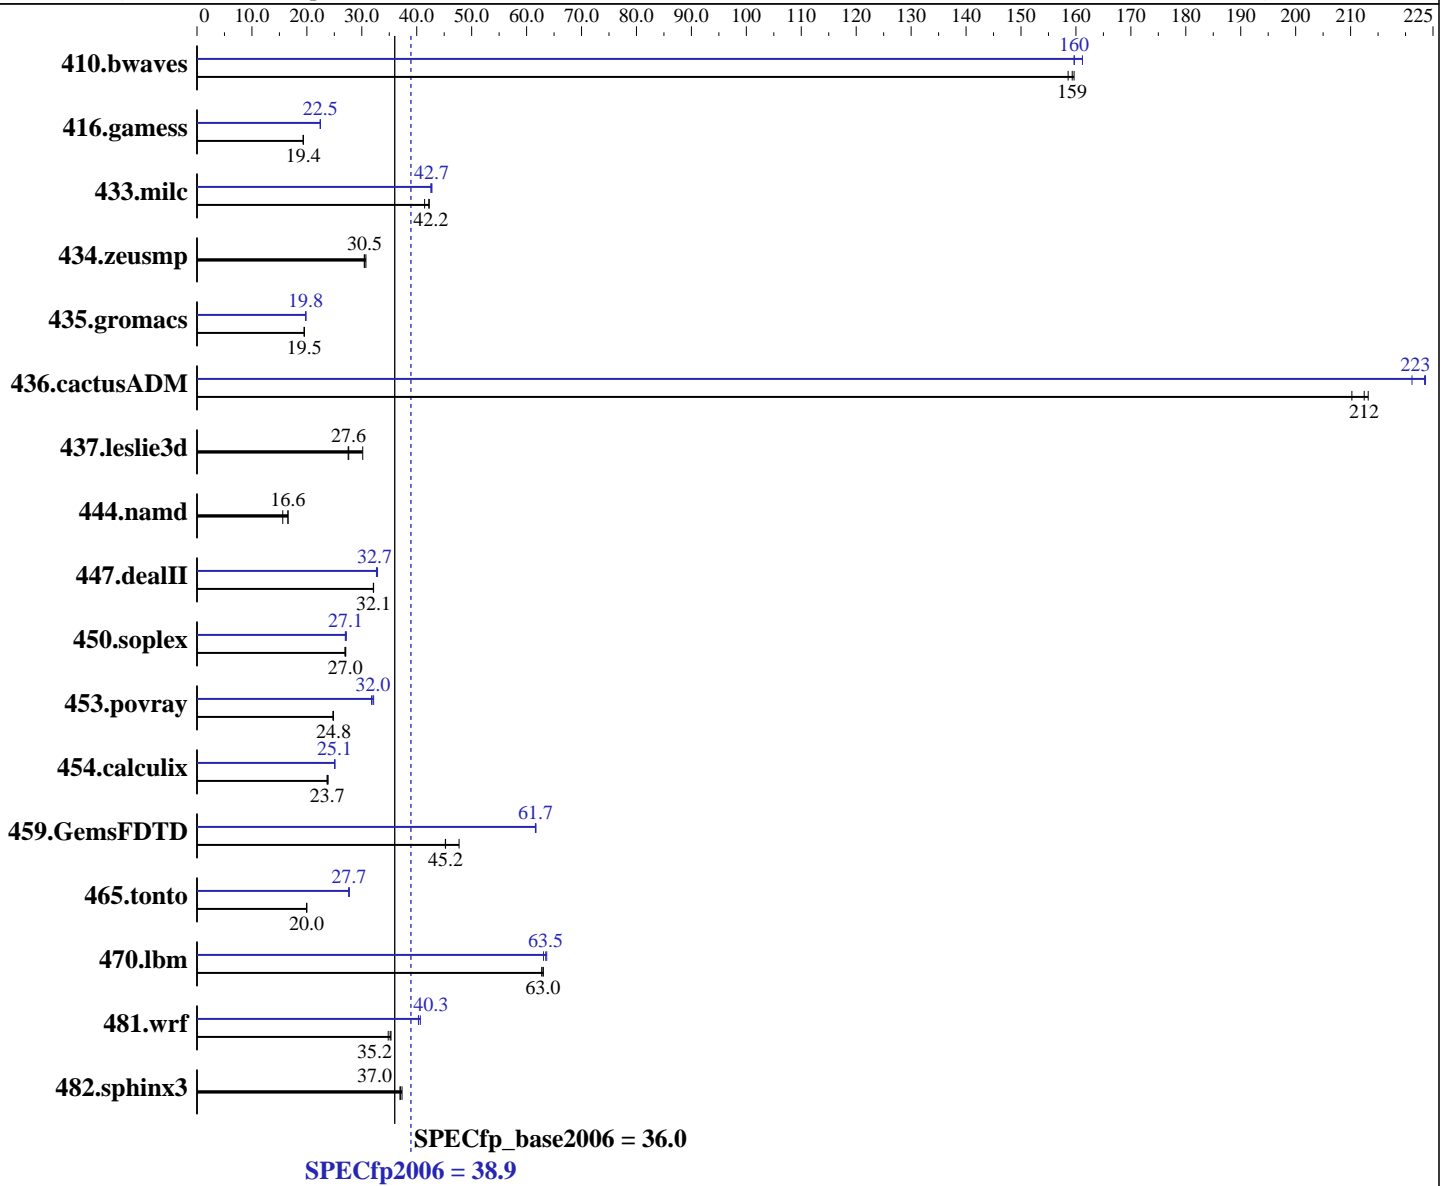 0 10.0 20.0 30.0 40.0 50.0 60.0 70.0 80.0 90.0 100 110 120 130 140 150 160 170 180 190 200 210 225
410.bwaves 160
159
416.gamess 22.5
19.4
433.milc 42.7
42.2
434.zeusmp 30.5
435.gromacs 19.8
19.5
436.cactusADM 223
212
437.leslie3d 27.6
444.namd 16.6
447.dealII 32.7
32.1
450.soplex 27.1
27.0
453.povray 32.0
24.8
454.calculix 25.1
23.7
459.GemsFDTD 61.7
45.2
465.tonto 27.7
20.0
470.lbm 63.5
63.0
481.wrf 40.3
35.2
482.sphinx3 37.0
SPECfp_base2006 = 36.0
SPECfp2006 = 38.9